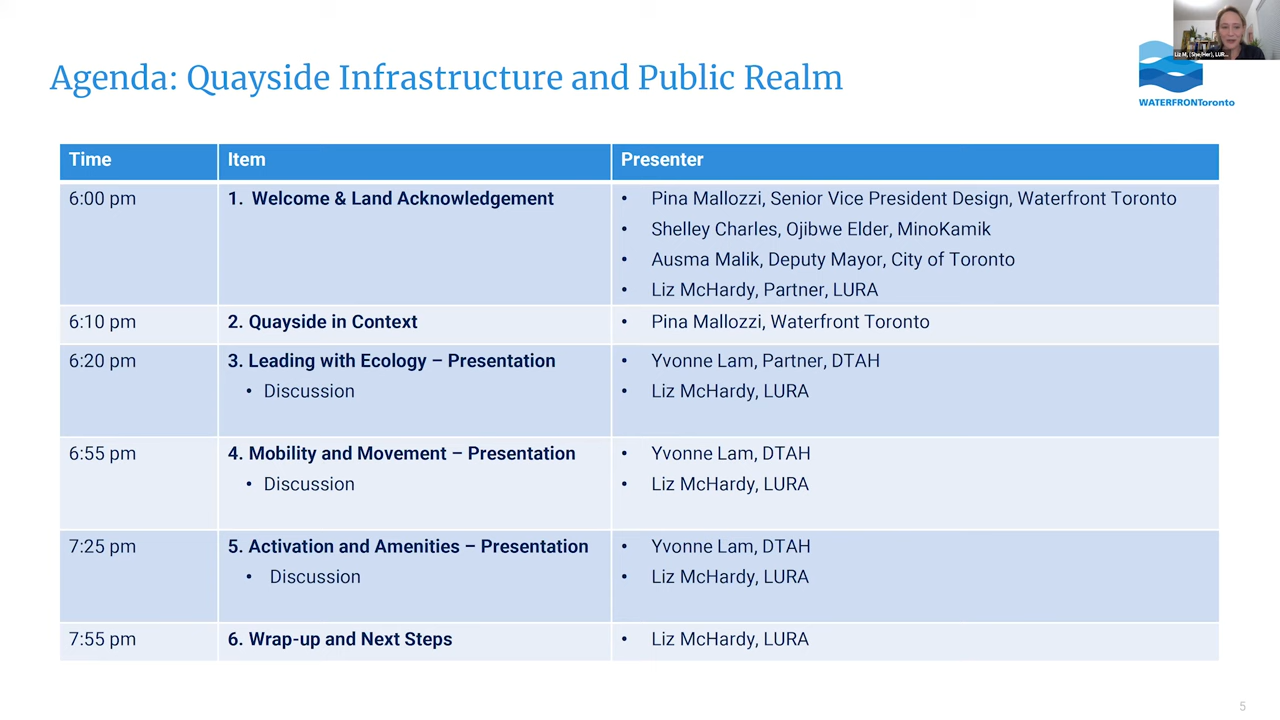 Liz M, (She/Her), LUR...
Agenda: Quayside Infrastructure and Public Realm
WATERFRONToronto
Time Item Presenter
6:00 pm 1. Welcome & Land Acknowledgement • Pina Mallozzi, Senior Vice President Design, Waterfront Toronto
• Shelley Charles, Ojibwe Elder, MinoKamik
• Ausma Malik, Deputy Mayor, City of Toronto
• Liz McHardy, Partner, LURA
6:10 pm 2. Quayside in Context • Pina Mallozzi, Waterfront Toronto
6:20 pm 3. Leading with Ecology – Presentation • Yvonne Lam, Partner, DTAH
• Discussion • Liz McHardy, LURA
6:55 pm 4. Mobility and Movement – Presentation • Yvonne Lam, DTAH
• Discussion • Liz McHardy, LURA
7:25 pm 5. Activation and Amenities – Presentation • Yvonne Lam, DTAH
• Discussion • Liz McHardy, LURA
7:55 pm 6. Wrap-up and Next Steps • Liz McHardy, LURA
5